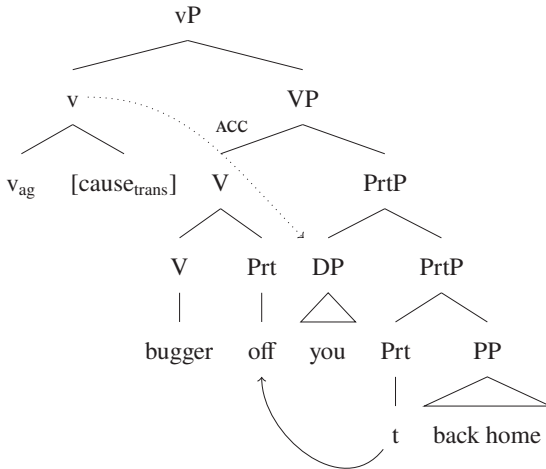 vP
v VP
ACC
v_ag [cause_trans] V PrtP
V Prt DP PrtP
bugger off you Prt PP
t back home